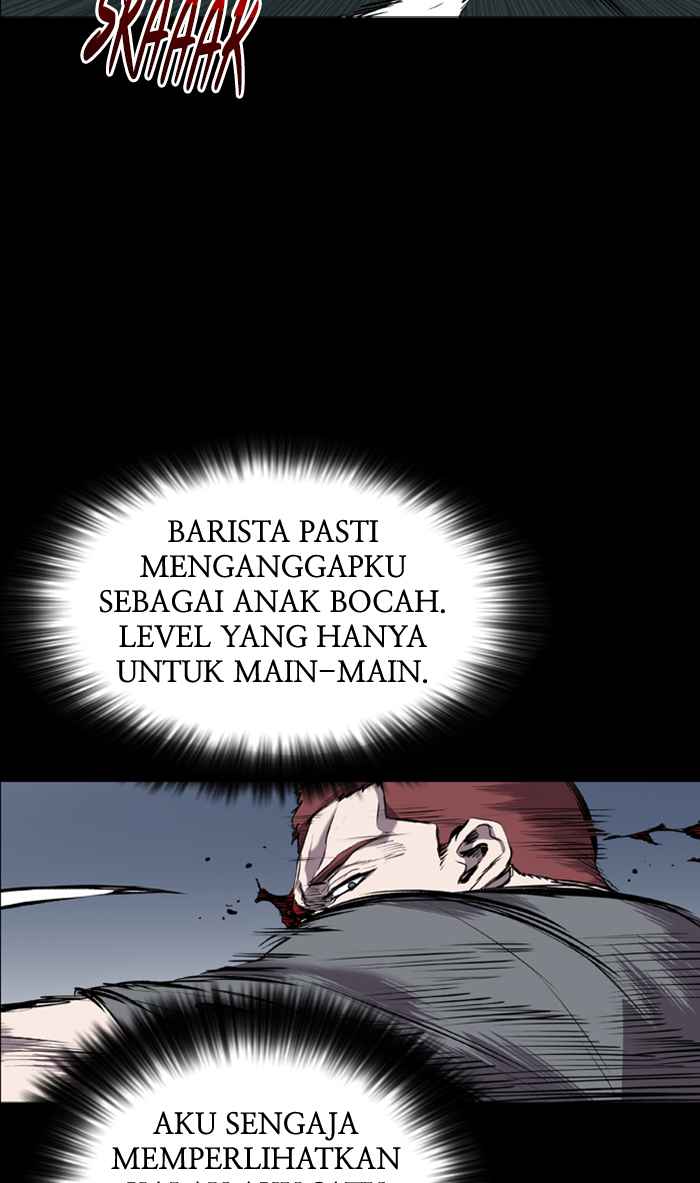 SKAAAK
BARISTA PASTI
MENGANGGAPKU
SEBAGAI ANAK BOCAH.
LEVEL YANG HANYA
UNTUK MAIN-MAIN.
AKU SENGAJA
MEMPERLIHATKAN